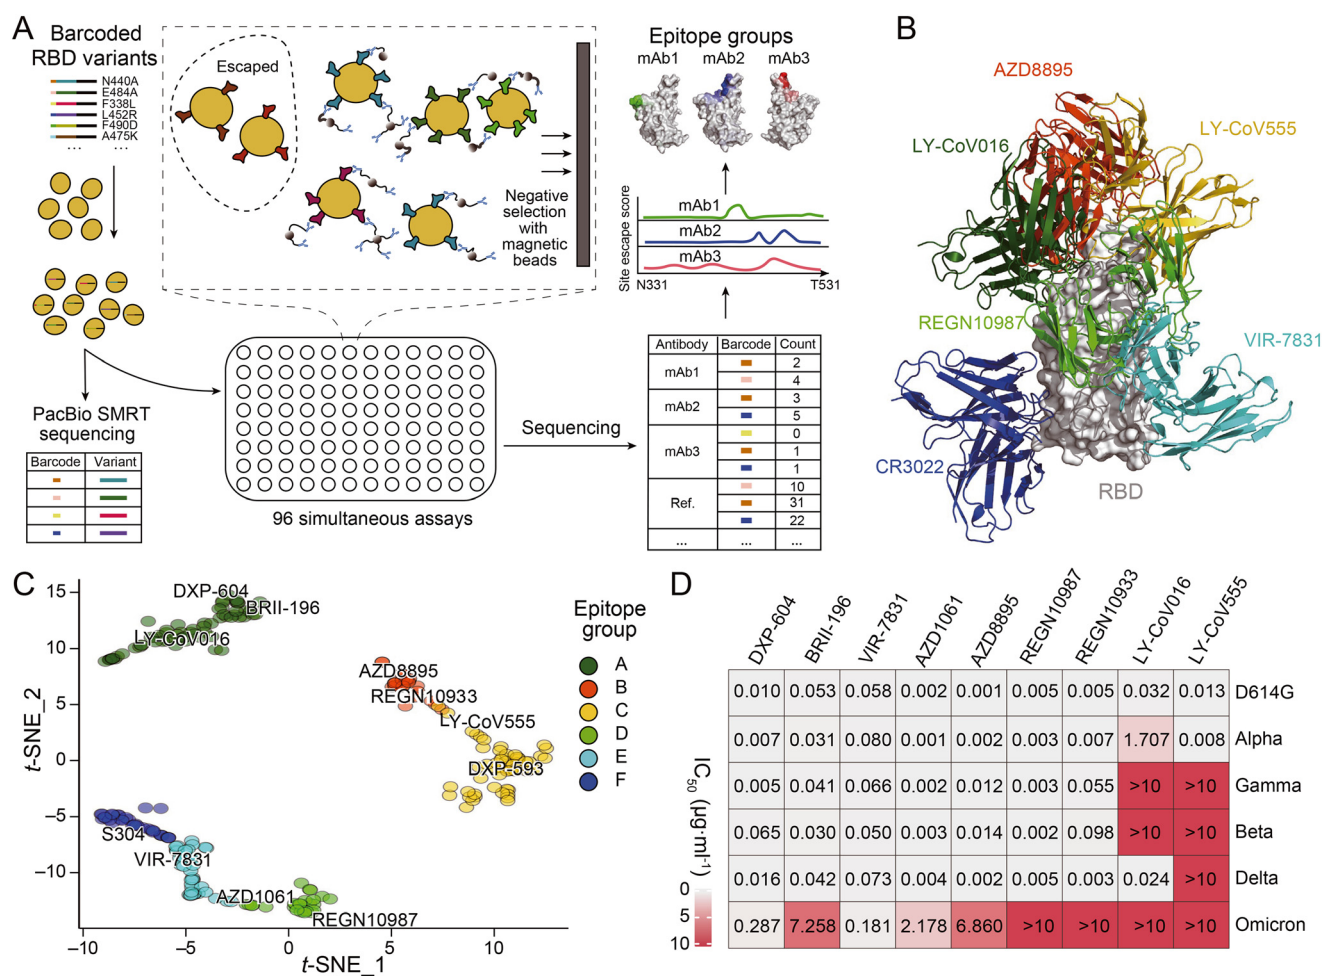 A
Barcoded
RBD variants
N440A
E484A
F338L
L452R
F490D
A475K
... ...
PacBio SMRT
sequencing
Barcode Variant
Escaped
Negative
selection
with
magnetic
beads
96 simultaneous assays
Sequencing
Epitope groups
mAb1 mAb2 mAb3
Site escape score
mAb1
mAb2
mAb3
N331 T531
Antibody Barcode Count
mAb1 2
4
mAb2 3
5
mAb3 0
1
1
Ref. 10
31
22
... ... ...
B
AZD8895
LY-CoV555
LY-CoV016
REGN10987
VIR-7831
CR3022
RBD
C
t-SNE_2
15
10
5
0
−5
−10
DXP-604
BRII-196
LY-CoV016
AZD8895
REGN10933
LY-CoV555
DXP-593
S304
VIR-7831
AZD1061
REGN10987
−10 −5 0 5 10
t-SNE_1
Epitope
group
A
B
C
D
E
F
D
DXP-604 BRII-196 VIR-7831 AZD1061 AZD8895 REGN10987 REGN10933 LY-CoV016 LY-CoV555
0.010 0.053 0.058 0.002 0.001 0.005 0.005 0.032 0.013 D614G
0.007 0.031 0.080 0.001 0.002 0.003 0.007 1.707 0.008 Alpha
0.005 0.041 0.066 0.002 0.012 0.003 0.055 >10 >10 Gamma
0.065 0.030 0.050 0.003 0.014 0.002 0.098 >10 >10 Beta
0.016 0.042 0.073 0.004 0.002 0.005 0.003 0.024 >10 Delta
0.287 7.258 0.181 2.178 6.860 >10 >10 >10 >10 Omicron
IC50 (µg·ml-1)
0
5
10